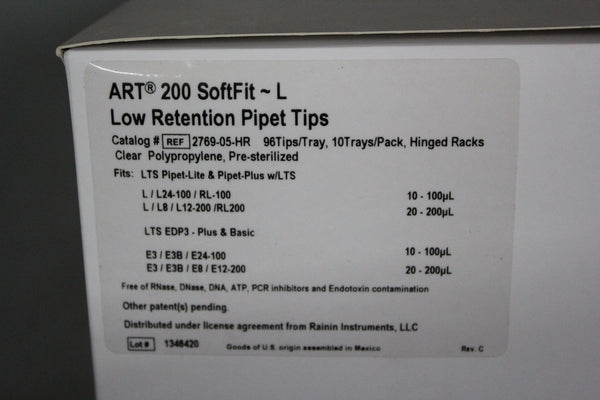 ART® 200 SoftFit ~ L
Low Retention Pipet Tips
Catalog # REF 2769-05-HR 96Tips/Tray, 10Trays/Pack, Hinged Racks
Clear Polypropylene, Pre-sterilized
Fits: LTS Pipet-Lite & Pipet-Plus w/LTS
L / L24-100 / RL-100 10 - 100µL
L / L8 / L12-200 /RL200 20 - 200µL
LTS EDP3 - Plus & Basic
E3 / E3B / E24-100 10 - 100µL
E3 / E3B / E8 / E12-200 20 - 200µL
Free of RNase, DNase, DNA, ATP, PCR inhibitors and Endotoxin contamination
Other patent(s) pending.
Distributed under license agreement from Rainin Instruments, LLC
Lot # 1346420 Goods of U.S. origin assembled in Mexico Rev. C